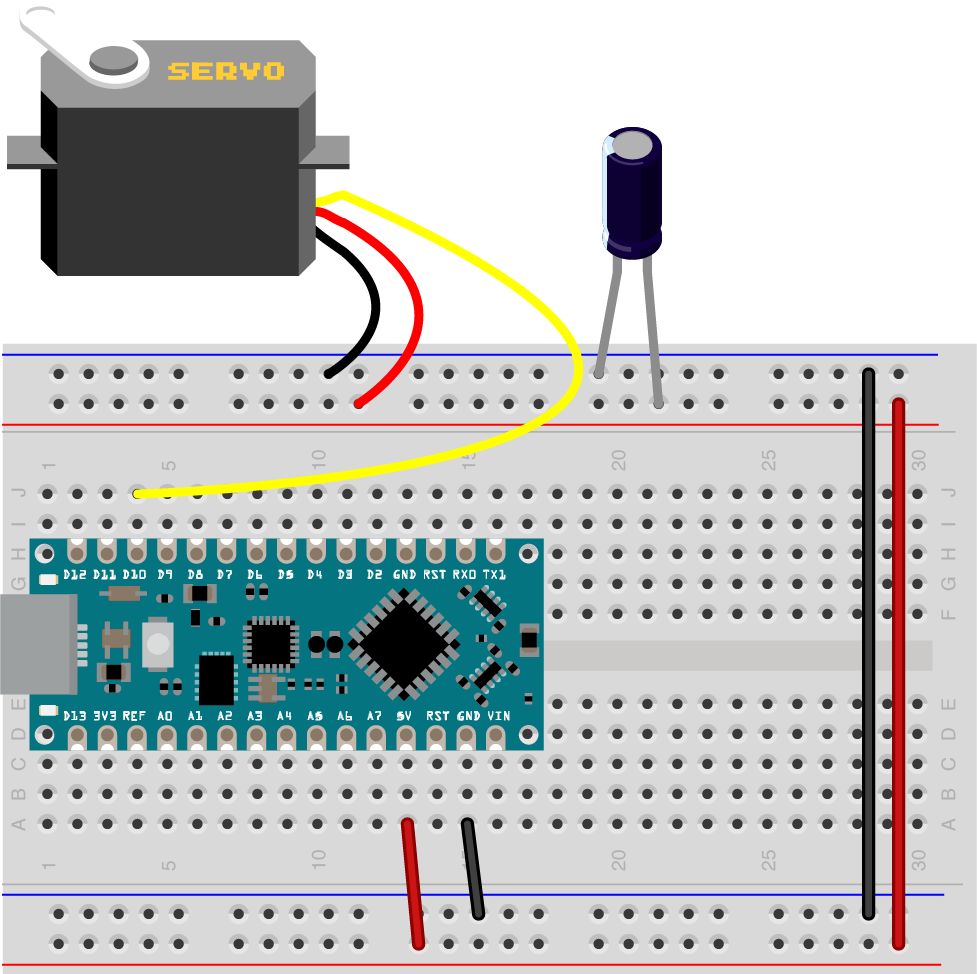 SERVO
1 5 10 15 20 25 30
J J
I I
H H
D12 D11 D10 D9 D8 D7 D6 D5 D4 D3 D2 GND RST RX0 TX1
G G
F
E E
D13 3V3 REF A0 A1 A2 A3 A4 A5 A6 A7 5V RST GND VIN
D D
C C
B B
A A
1 5 10 15 20 25 30